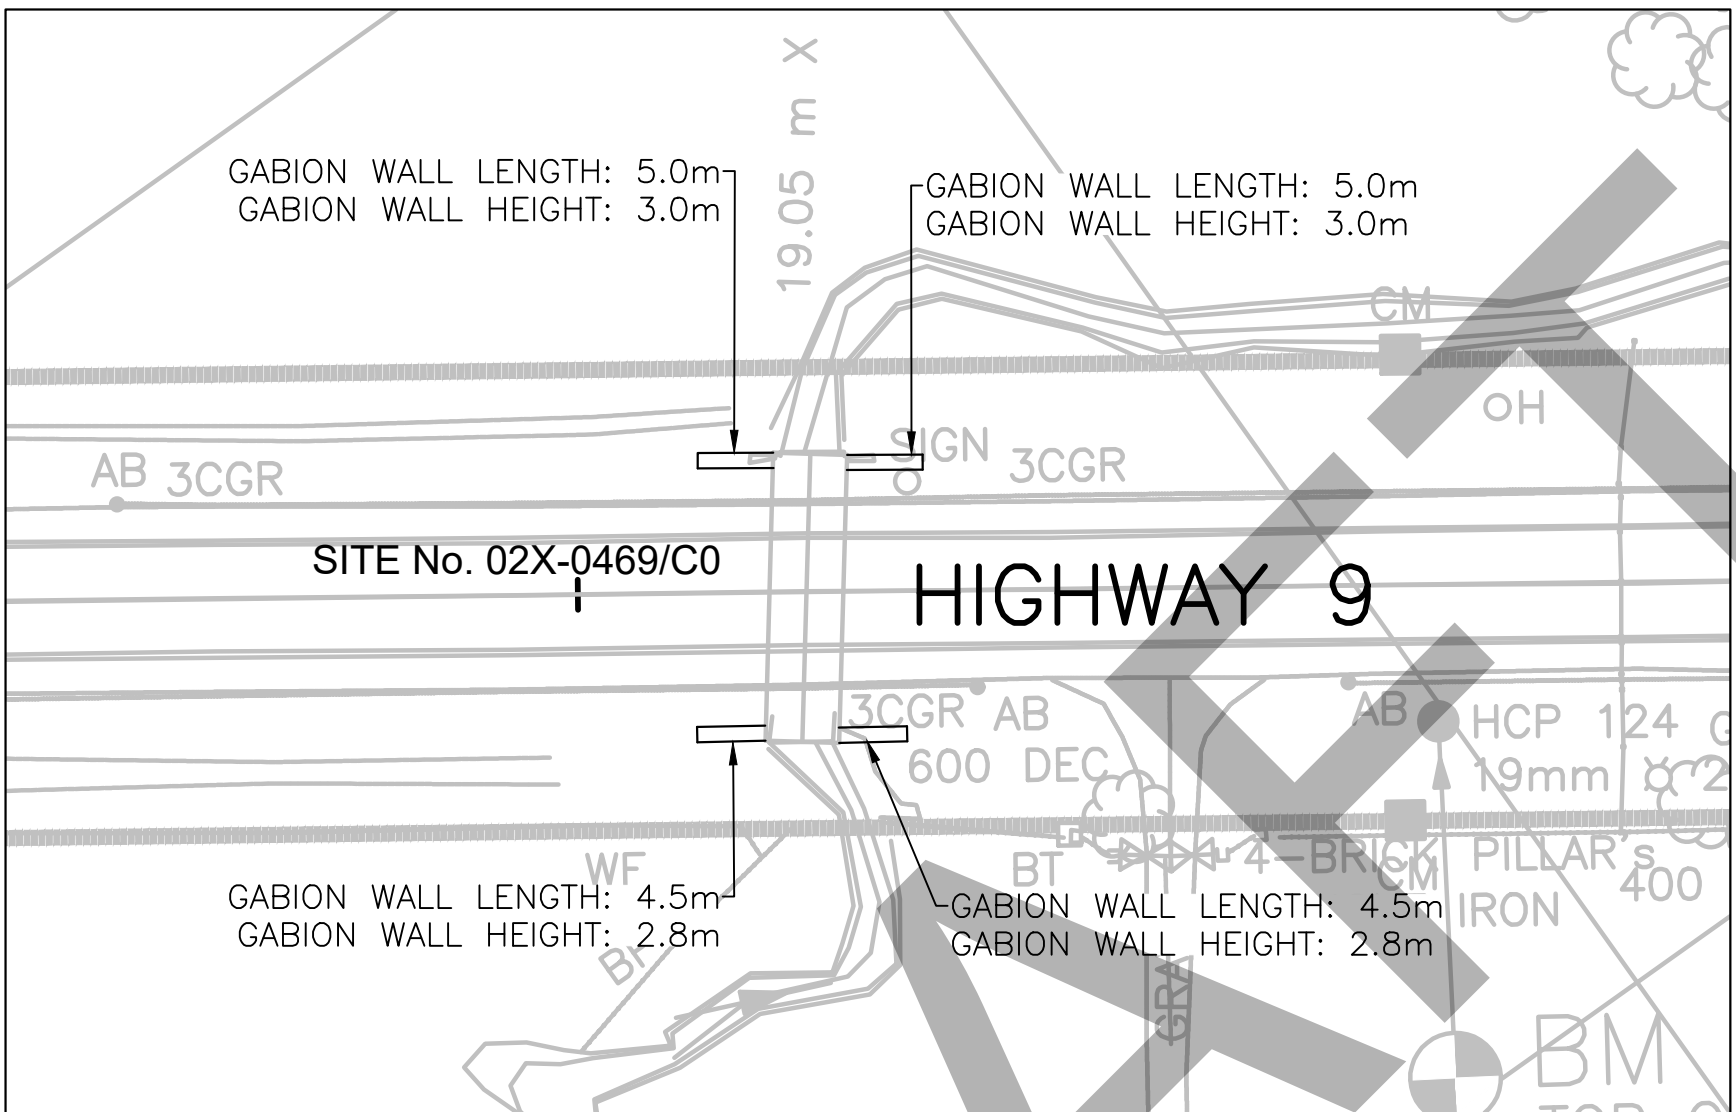 19.05 m X
GABION WALL LENGTH: 5.0m
GABION WALL HEIGHT: 3.0m
GABION WALL LENGTH: 5.0m
GABION WALL HEIGHT: 3.0m
CM
H
AB 3CGR
SIGN
3CGR
SITE No. 02X-0469/C0
HIGHWAY 9
3CGR AB
600 DEC
AB
HCP 124
19mm
WF
BT
4-BRICK PILLAR's
CM
IRON
400
GABION WALL LENGTH: 4.5m
GABION WALL HEIGHT: 2.8m
GABION WALL LENGTH: 4.5m
GABION WALL HEIGHT: 2.8m
GRA
BM